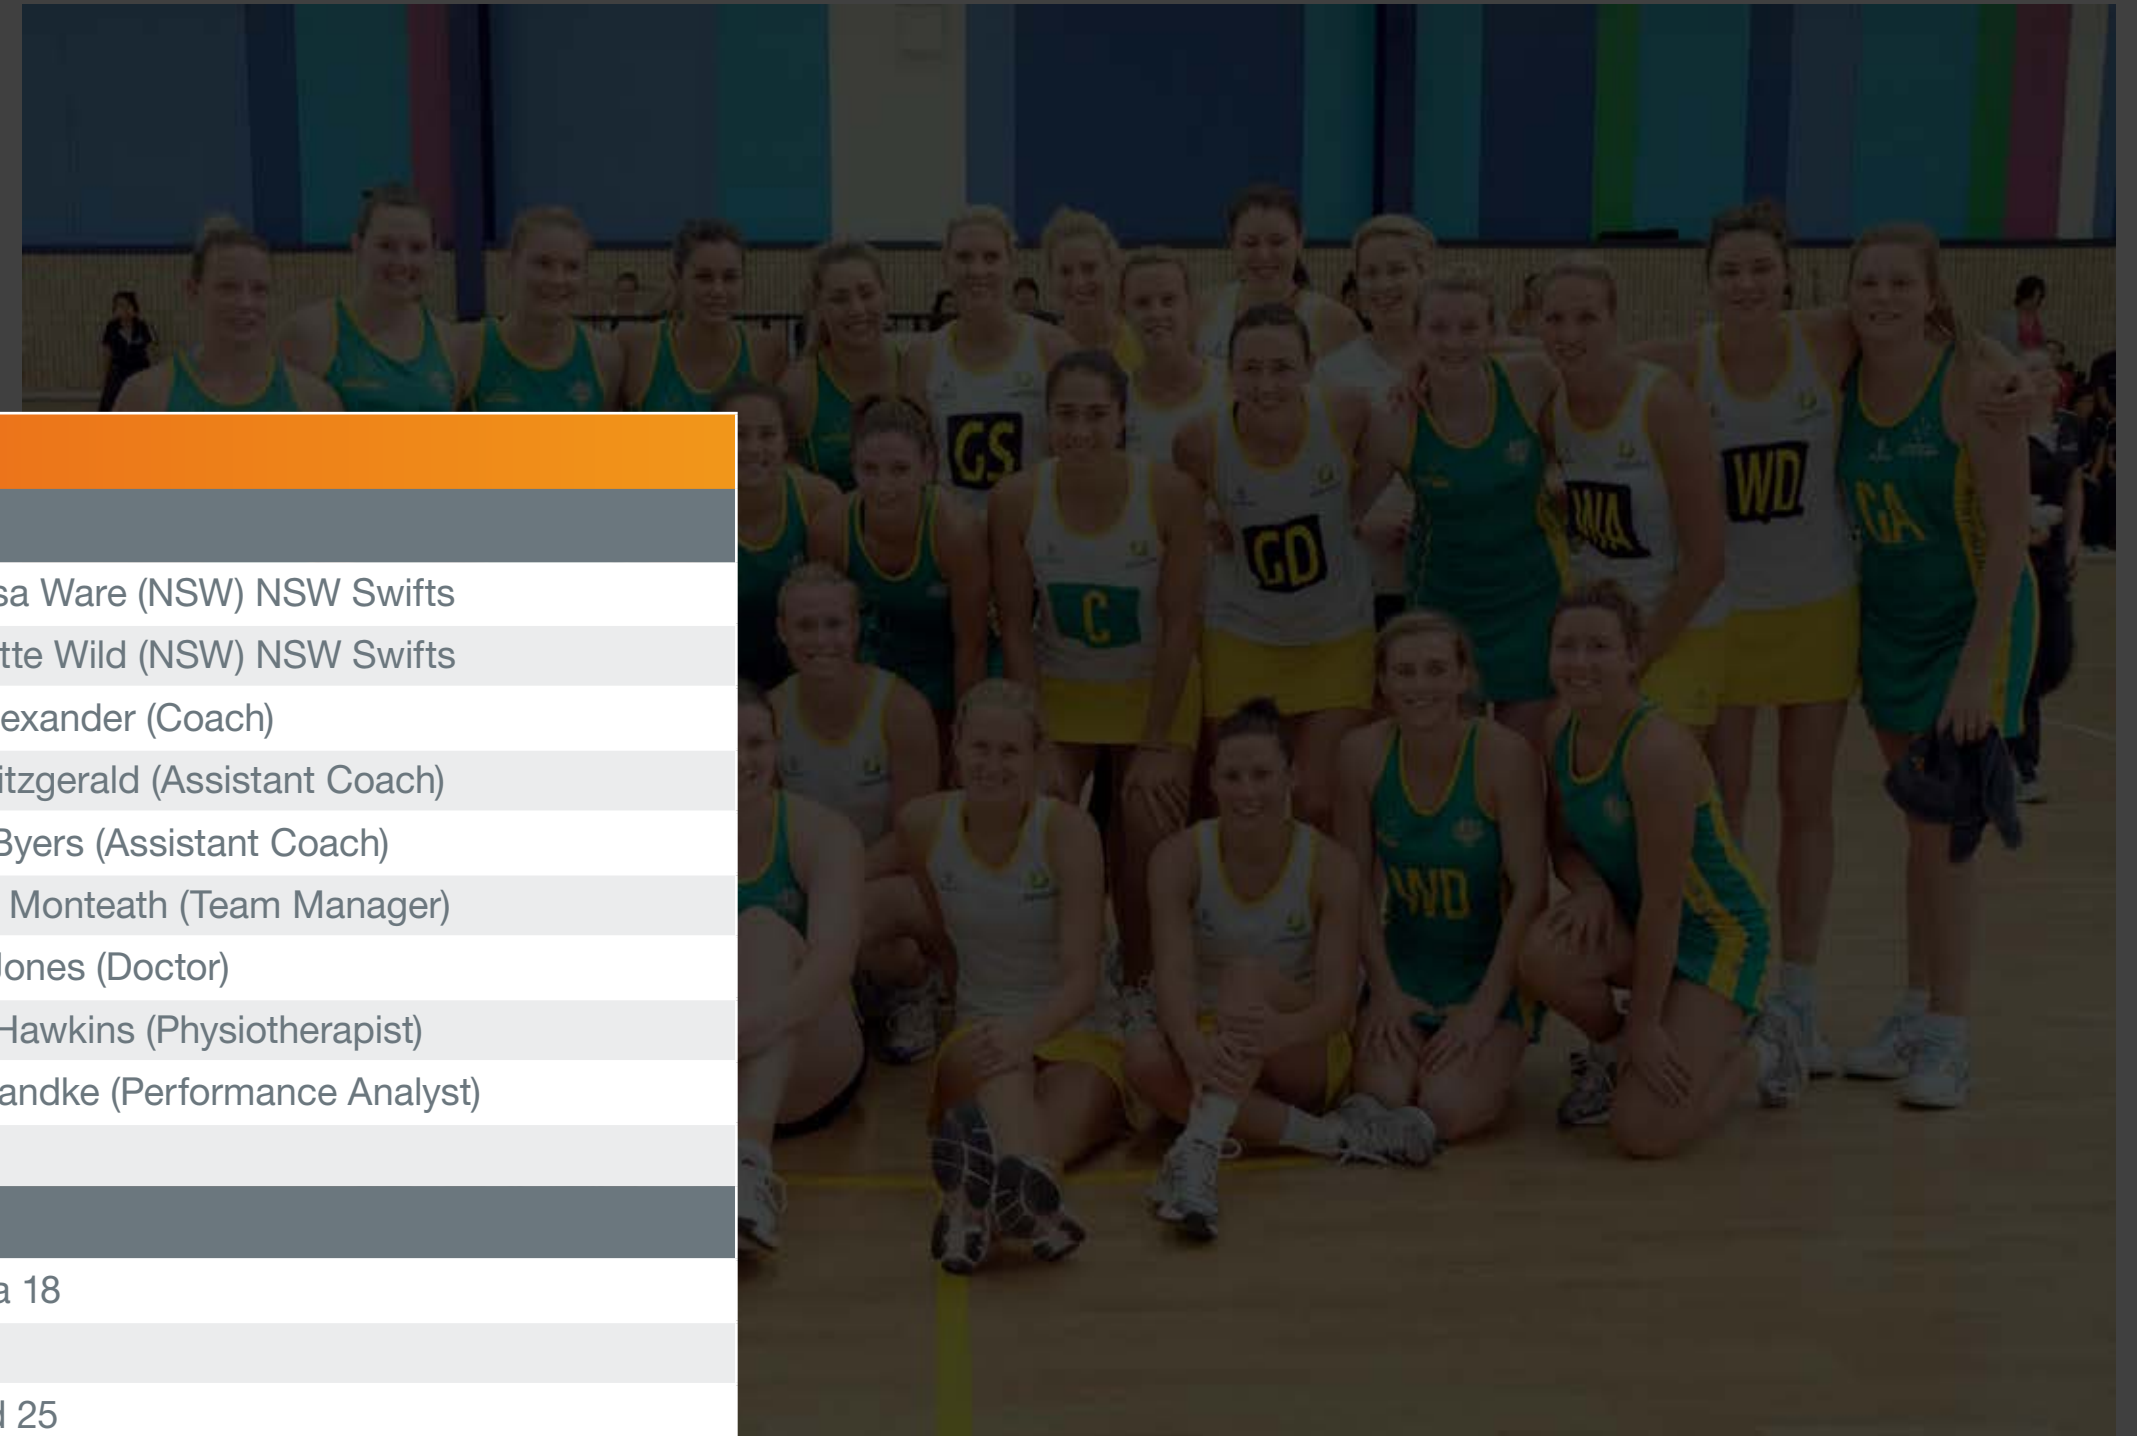 sa Ware (NSW) NSW Swifts
tte Wild (NSW) NSW Swifts
exander (Coach)
itzgerald (Assistant Coach)
Byers (Assistant Coach)
Monteath (Team Manager)
Jones (Doctor)
Hawkins (Physiotherapist)
andke (Performance Analyst)
a 18
d 25
GS
GD
C
WA
WD
GA
WD